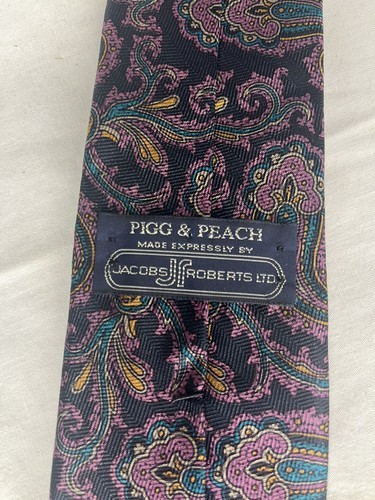 PIGG & PEACH
MADE EXPRESSLY BY
JACOBS JR ROBERTS LTD.